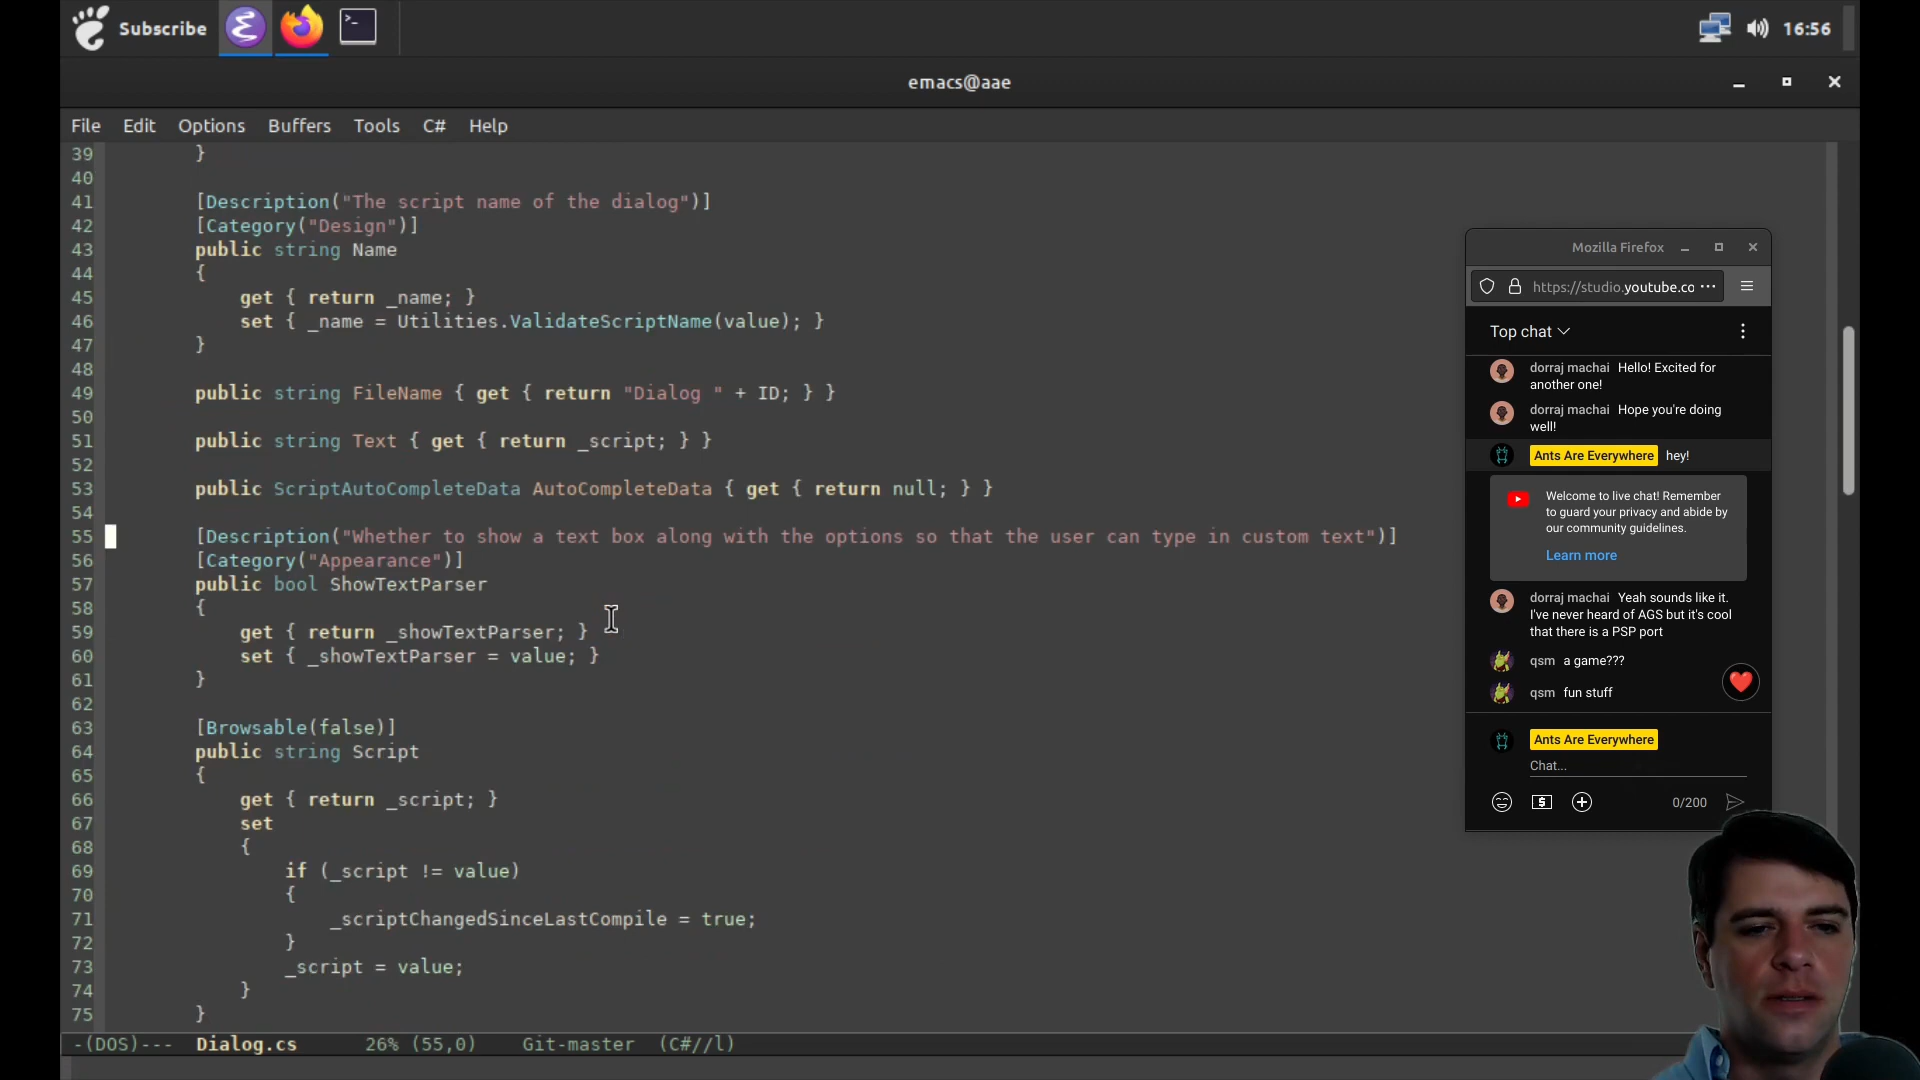 Subscribe
16:56
emacs@aae
File Edit Options Buffers Tools C# Help
39 }
40
41 [Description("The script name of the dialog")]
42 [Category("Design")]
43 public string Name
44 {
45 get { return _name; }
46 set { _name = Utilities.ValidateScriptName(value); }
47 }
48
49 public string FileName { get { return "Dialog " + ID; } }
50
51 public string Text { get { return _script; } }
52
53 public ScriptAutoCompleteData AutoCompleteData { get { return null; } }
54
55 [Description("Whether to show a text box along with the options so that the user can type in custom text")]
56 [Category("Appearance")]
57 public bool ShowTextParser
58 {
59 get { return _showTextParser; }
60 set { _showTextParser = value; }
61 }
62
63 [Browsable(false)]
64 public string Script
65 {
66 get { return _script; }
67 set
68 {
69 if (_script != value)
70 {
71 _scriptChangedSinceLastCompile = true;
72 }
73 _script = value;
74 }
75 }
-(DOS)--- Dialog.cs 26% (55,0) Git-master (C#//l)
Mozilla Firefox
https://studio.youtube.co ···
Top chat
dorraj machai Hello! Excited for
another one!
dorraj machai Hope you're doing
well!
Ants Are Everywhere hey!
Welcome to live chat! Remember
to guard your privacy and abide by
our community guidelines.
Learn more
dorraj machai Yeah sounds like it.
I've never heard of AGS but it's cool
that there is a PSP port
qsm a game???
qsm fun stuff
Ants Are Everywhere
Chat...
0/200